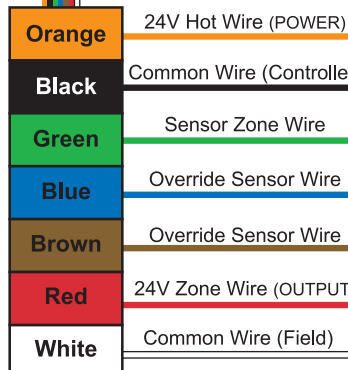 Orange 24V Hot Wire (POWER)
Black Common Wire (Controlle
Green Sensor Zone Wire
Blue Override Sensor Wire
Brown Override Sensor Wire
Red 24V Zone Wire (OUTPUT
White Common Wire (Field)